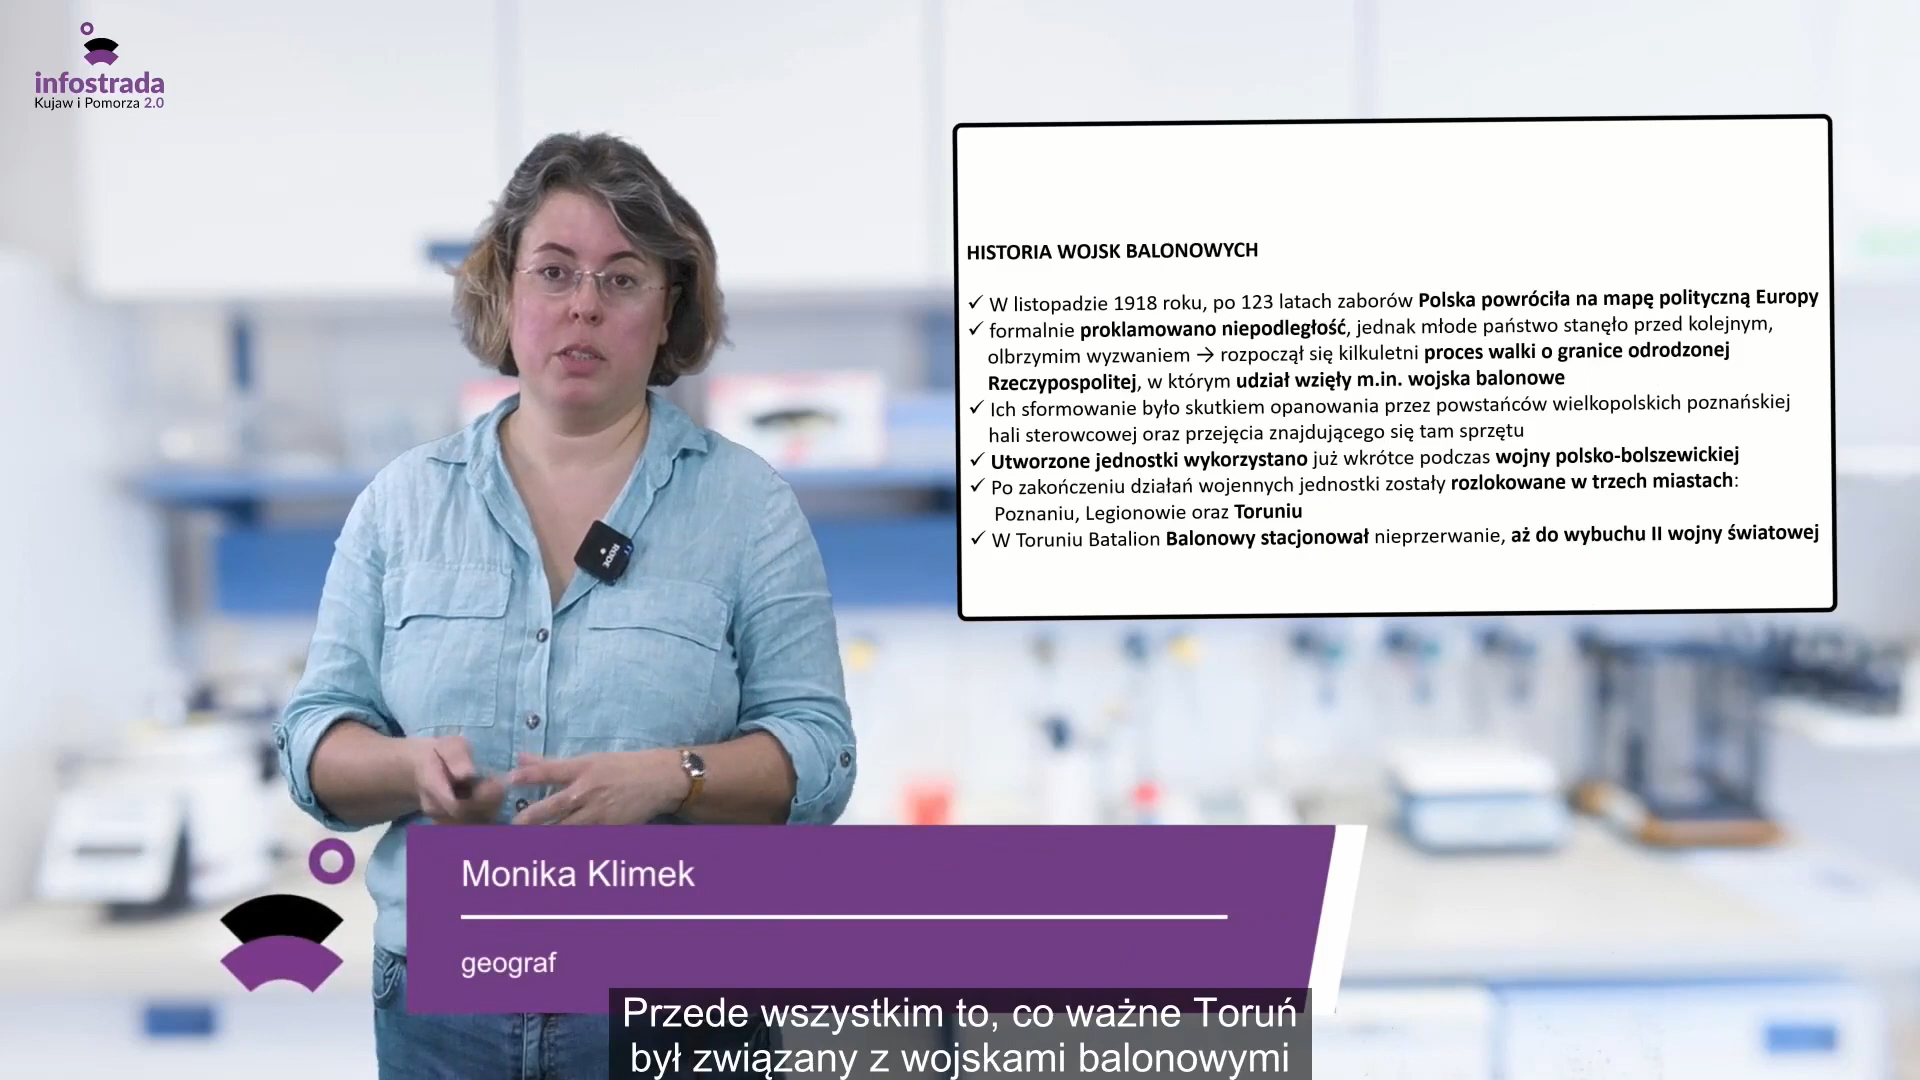 infostrada
Kujaw i Pomorza 2.0
HISTORIA WOJSK BALONOWYCH
✓ W listopadzie 1918 roku, po 123 latach zaborów Polska powróciła na mapę polityczną Europy
✓ formalnie proklamowano niepodległość, jednak młode państwo stanęło przed kolejnym,
olbrzymim wyzwaniem → rozpoczął się kilkuletni proces walki o granice odrodzonej
Rzeczypospolitej, w którym udział wzięły m.in. wojska balonowe
✓ Ich sformowanie było skutkiem opanowania przez powstańców wielkopolskich poznańskiej
hali sterowcowej oraz przejęcia znajdującego się tam sprzętu
✓ Utworzone jednostki wykorzystano już wkrótce podczas wojny polsko-bolszewickiej
✓ Po zakończeniu działań wojennych jednostki zostały rozlokowane w trzech miastach:
Poznaniu, Legionowie oraz Toruniu
✓ W Toruniu Batalion Balonowy stacjonował nieprzerwanie, aż do wybuchu II wojny światowej
RODE
Monika Klimek
geograf
Przede wszystkim to, co ważne Toruń
był związany z wojskami balonowymi